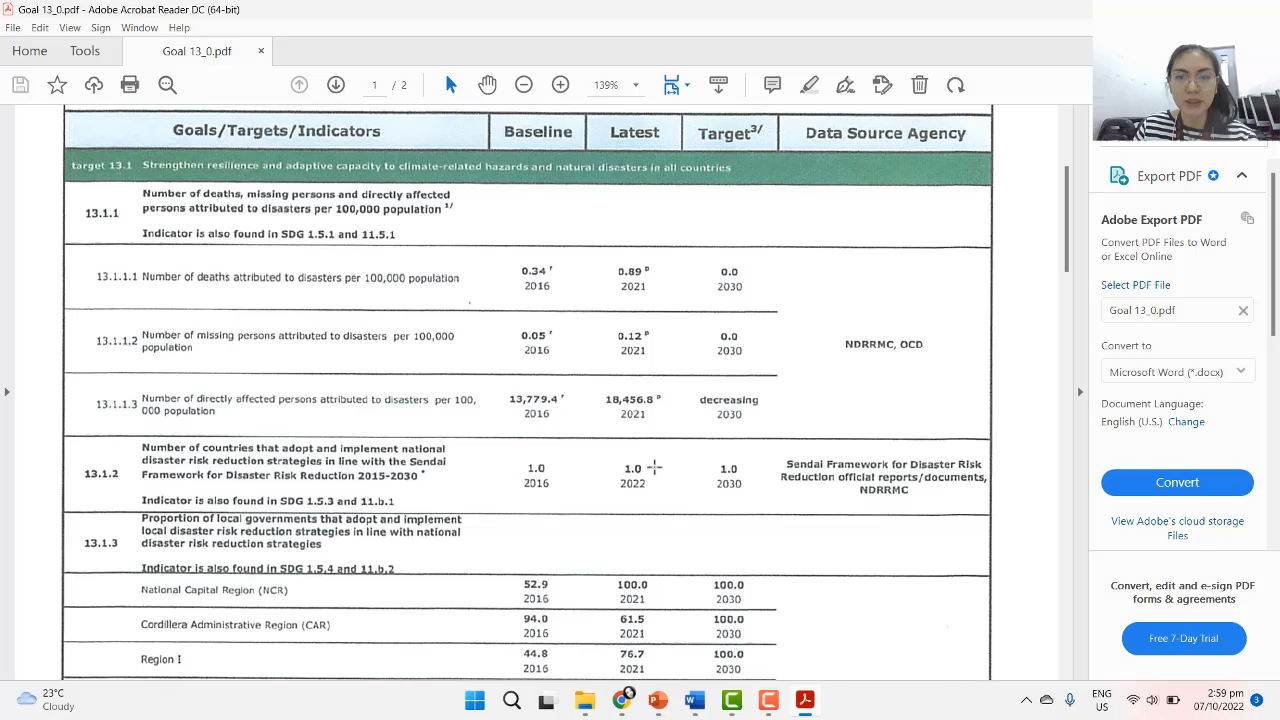 Goal 13_0.pdf - Adobe Acrobat Reader DC (64-bit)
File Edit View Sign Window Help
Home Tools Goal 13_0.pdf ×
1 / 2 139%
Goals/Targets/Indicators Baseline Latest Target3/ Data Source Agency
target 13.1 Strengthen resilience and adaptive capacity to climate-related hazards and natural disasters in all countries
13.1.1 Number of deaths, missing persons and directly affected
persons attributed to disasters per 100,000 population 1/
Indicator is also found in SDG 1.5.1 and 11.5.1
13.1.1.1 Number of deaths attributed to disasters per 100,000 population 0.34 r 0.89 p 0.0
2016 2021 2030
13.1.1.2 Number of missing persons attributed to disasters per 100,000
population
0.05 r 0.12 p 0.0
2016 2021 2030
NDRRMC, OCD
13.1.1.3 Number of directly affected persons attributed to disasters per 100,
000 population
13,779.4 r 18,456.8 p decreasing
2016 2021 2030
13.1.2 Number of countries that adopt and implement national
disaster risk reduction strategies in line with the Sendai
Framework for Disaster Risk Reduction 2015-2030 *
Indicator is also found in SDG 1.5.3 and 11.b.1
1.0 1.0 1.0
2016 2022 2030
Sendai Framework for Disaster Risk
Reduction official reports/documents,
NDRRMC
13.1.3 Proportion of local governments that adopt and implement
local disaster risk reduction strategies in line with national
disaster risk reduction strategies
Indicator is also found in SDG 1.5.4 and 11.b.2
National Capital Region (NCR) 52.9 100.0 100.0
2016 2021 2030
Cordillera Administrative Region (CAR) 94.0 61.5 100.0
2016 2021 2030
Region I 44.8 76.7 100.0
2016 2021 2030
Export PDF
Adobe Export PDF
Convert PDF Files to Word
or Excel Online
Select PDF File
Goal 13_0.pdf
Convert to
Microsoft Word (*.docx)
Document Language:
English (U.S.) Change
Convert
View Adobe's cloud storage
Files
Convert, edit and e-sign PDF
forms & agreements
Free 7-Day Trial
23°C
Cloudy
ENG
US
2:59 pm
07/10/2022
3